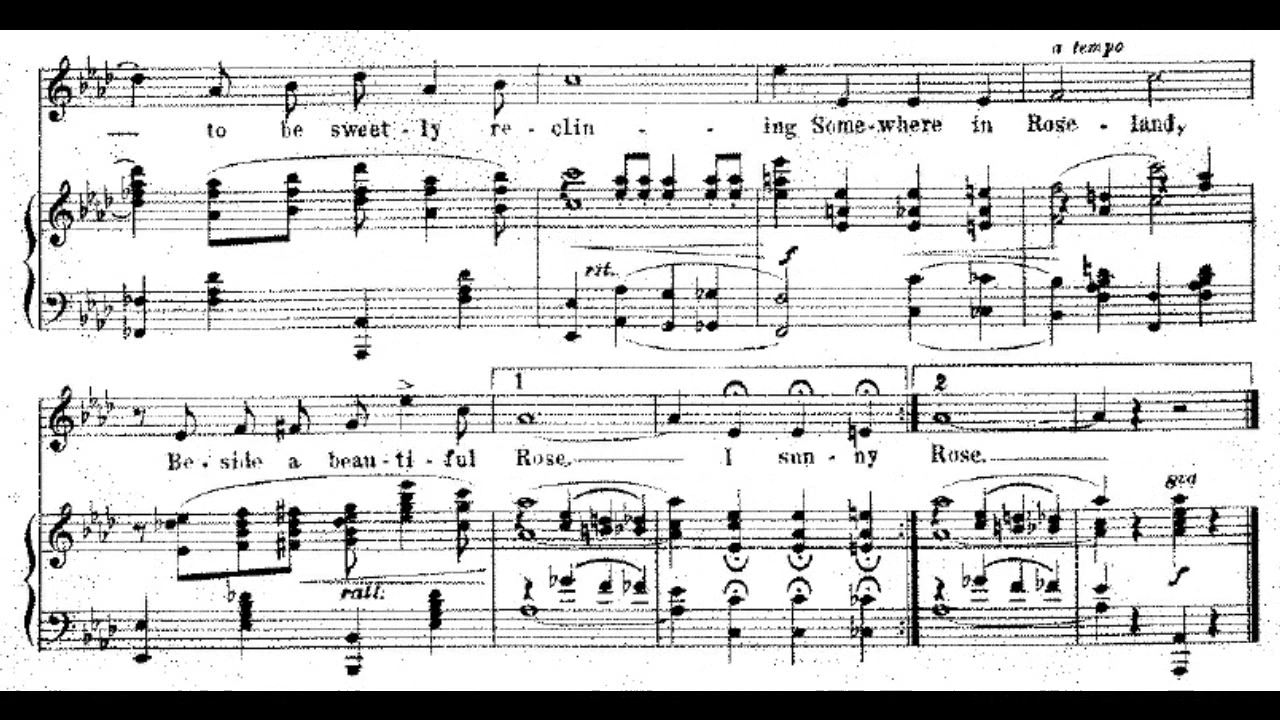 a tempo
to be sweet - ly re - clin - - ing Some-where in Rose - land,
rit.
f
1 2
Be - side a beau - ti - ful Rose. I sun - ny Rose.
8va
rall.
f